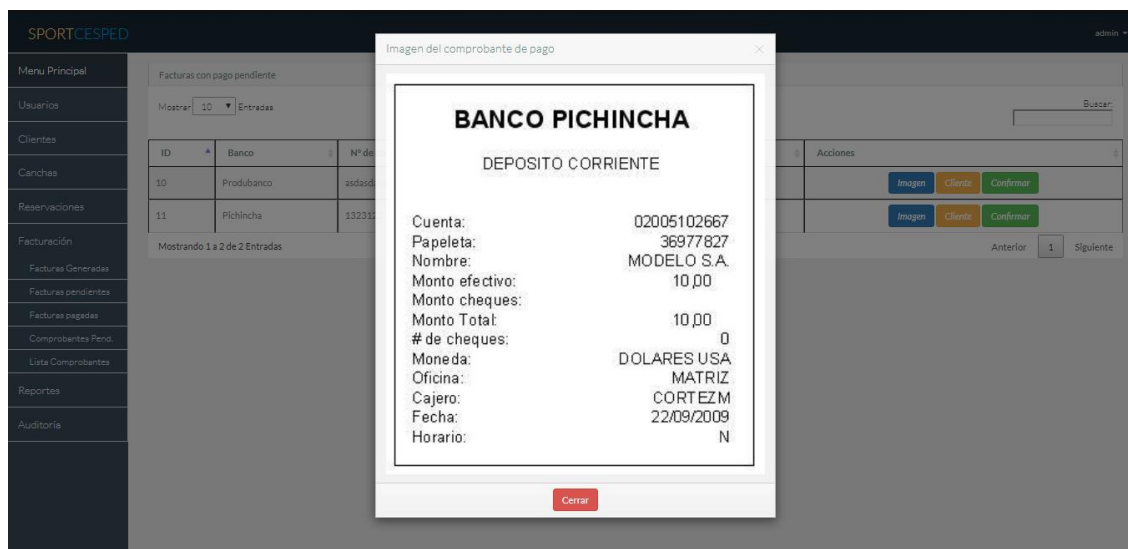 SPORTCESPED
admin
Menu Principal
Usuarios
Clientes
Canchas
Reservaciones
Facturación
Facturas Generadas
Facturas pendientes
Facturas pagadas
Comprobantes Pend.
Lista Comprobantes
Reportes
Auditoría
Facturas con pago pendiente
Mostrar 10 Entradas
Buscar:
ID Banco Nº de Acciones
10 Produbanco Imagen Cliente Confirmar
11 Pichincha Imagen Cliente Confirmar
Mostrando 1 a 2 de 2 Entradas
Anterior 1 Siguiente
Imagen del comprobante de pago
BANCO PICHINCHA
DEPOSITO CORRIENTE
Cuenta: 02005102667
Papeleta: 36977827
Nombre: MODELO S.A.
Monto efectivo: 10,00
Monto cheques:
Monto Total: 10,00
# de cheques: 0
Moneda: DOLARES USA
Oficina: MATRIZ
Cajero: CORTEZM
Fecha: 22/09/2009
Horario: N
Cerrar